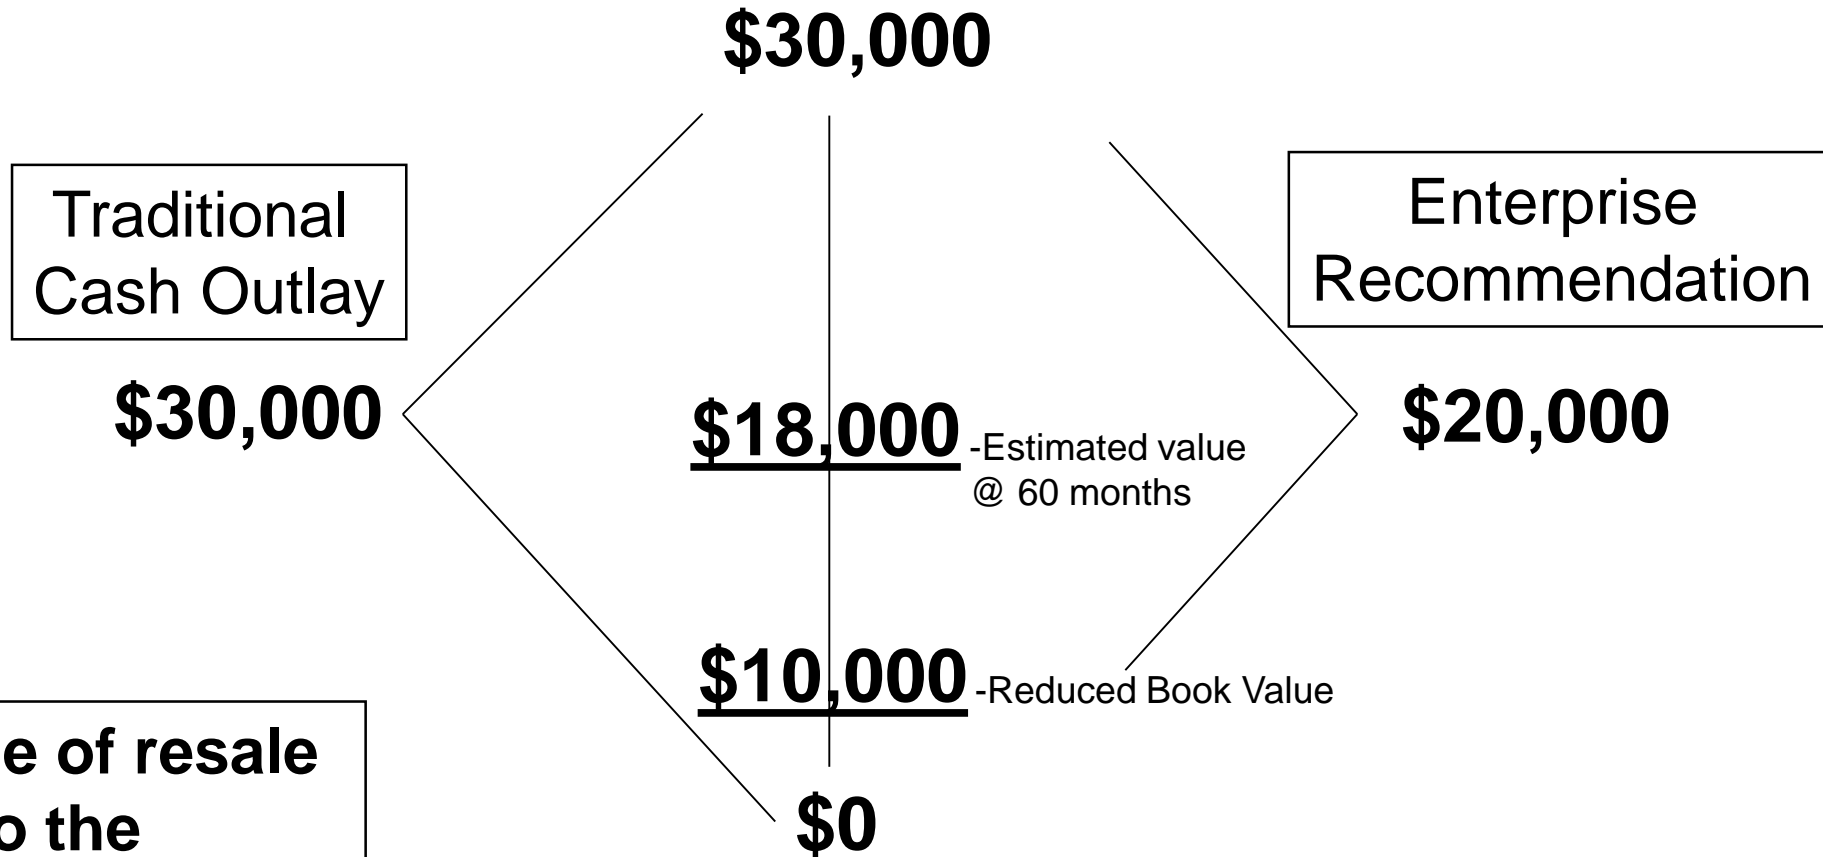 $30,000
Traditional
Cash Outlay
Enterprise
Recommendation
$30,000
$18,000 -Estimated value
@ 60 months
$20,000
$10,000 -Reduced Book Value
of resale
the
$0